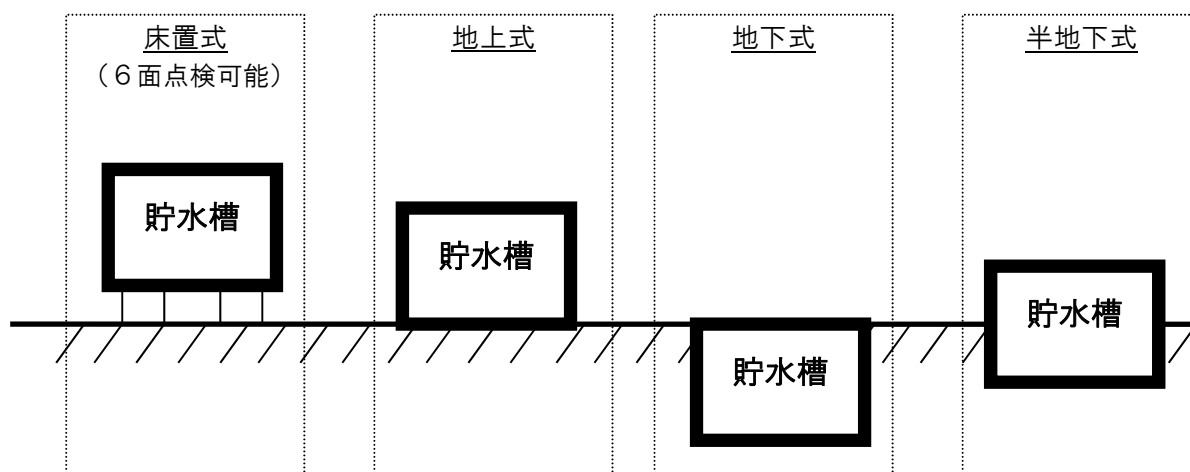 床置式
（６面点検可能）
地上式
地下式
半地下式
貯水槽
貯水槽
貯水槽
貯水槽